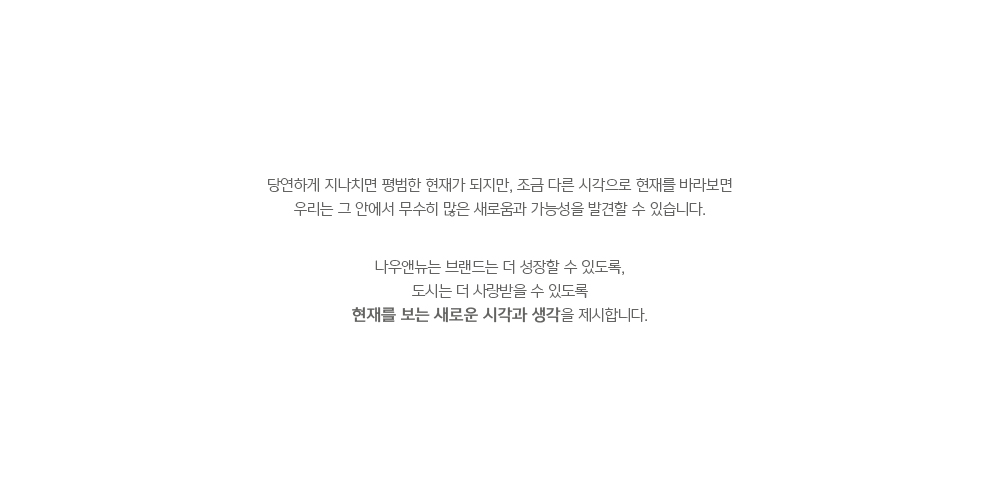 당연하게 지나치면 평범한 현재가 되지만, 조금 다른 시각으로 현재를 바라보면
우리는 그 안에서 무수히 많은 새로움과 가능성을 발견할 수 있습니다.
나우앤뉴는 브랜드는 더 성장할 수 있도록,
도시는 더 사랑받을 수 있도록
현재를 보는 새로운 시각과 생각을 제시합니다.